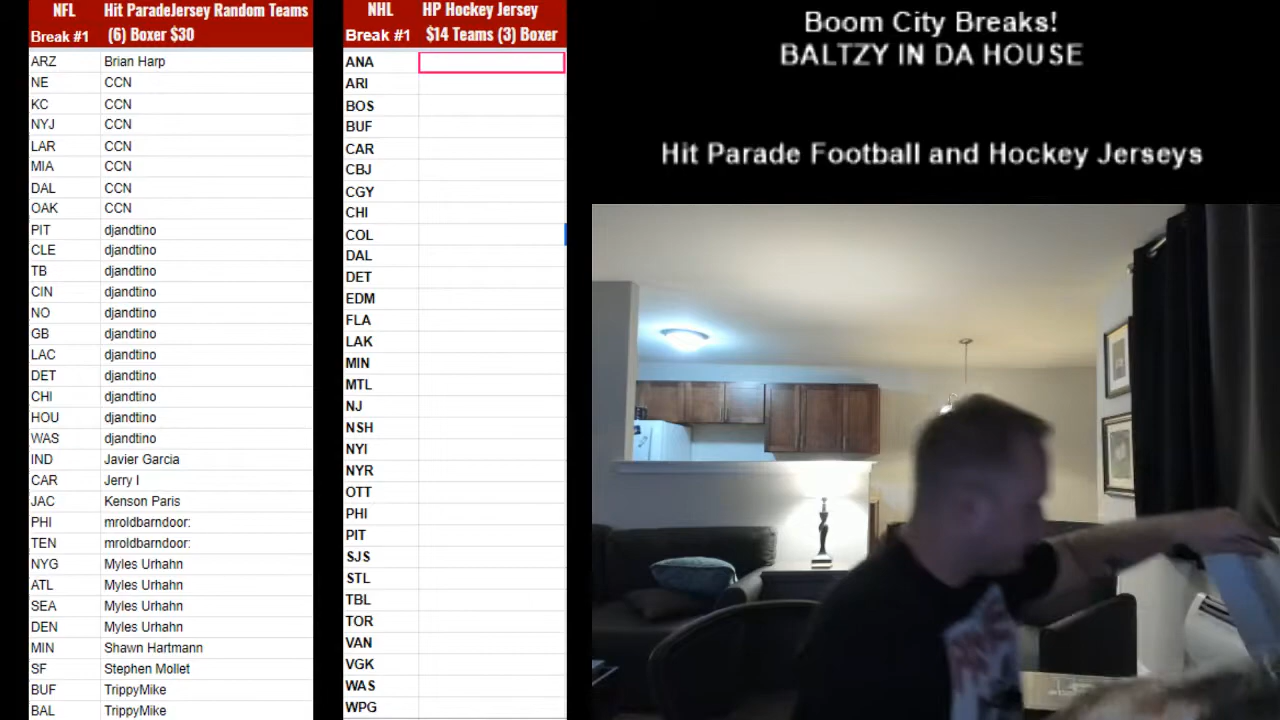 NFL Hit ParadeJersey Random Teams
Break #1 (6) Boxer $30
ARZ Brian Harp
NE CCN
KC CCN
NYJ CCN
LAR CCN
MIA CCN
DAL CCN
OAK CCN
PIT djandtino
CLE djandtino
TB djandtino
CIN djandtino
NO djandtino
GB djandtino
LAC djandtino
DET djandtino
CHI djandtino
HOU djandtino
WAS djandtino
IND Javier Garcia
CAR Jerry I
JAC Kenson Paris
PHI mroldbarndoor:
TEN mroldbarndoor:
NYG Myles Urhahn
ATL Myles Urhahn
SEA Myles Urhahn
DEN Myles Urhahn
MIN Shawn Hartmann
SF Stephen Mollet
BUF TrippyMike
BAL TrippyMike
NHL HP Hockey Jersey
Break #1 $14 Teams (3) Boxer
ANA
ARI
BOS
BUF
CAR
CBJ
CGY
CHI
COL
DAL
DET
EDM
FLA
LAK
MIN
MTL
NJ
NSH
NYI
NYR
OTT
PHI
PIT
SJS
STL
TBL
TOR
VAN
VGK
WAS
WPG
Boom City Breaks!
BALTZY IN DA HOUSE
Hit Parade Football and Hockey Jerseys